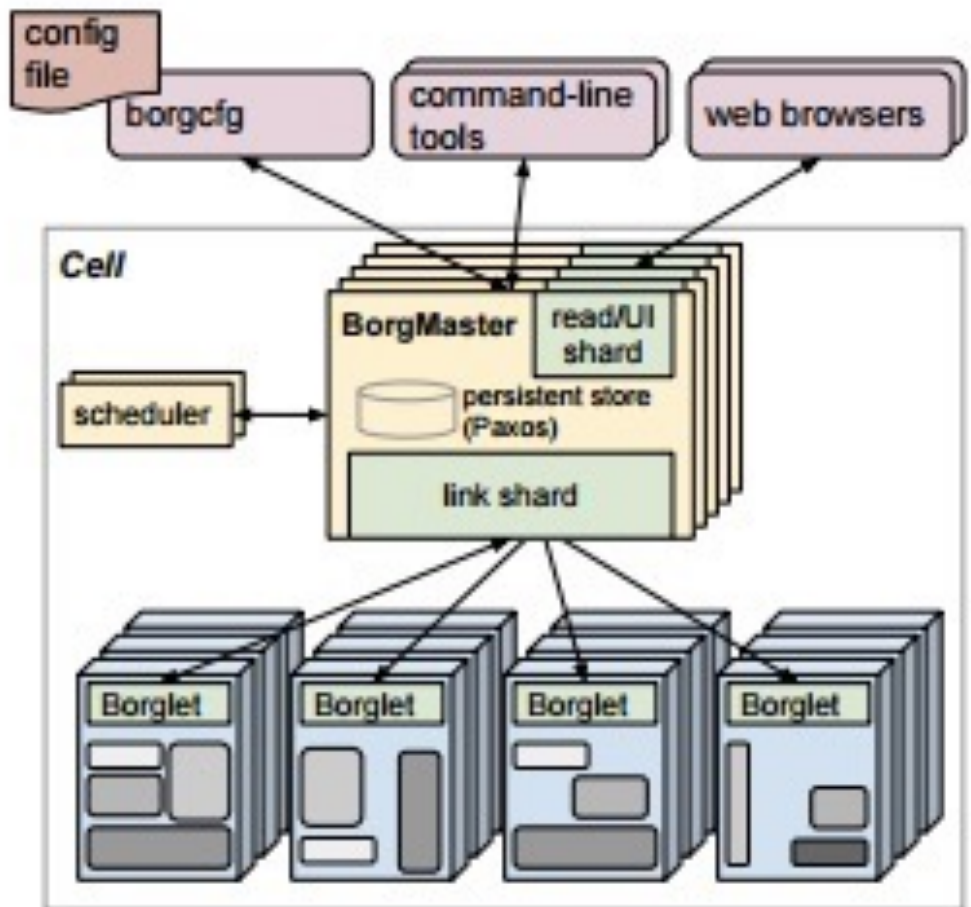 config
file
borgcfg
command-line
tools
web browsers
Cell
BorgMaster
read/UI
shard
persistent store
(Paxos)
scheduler
link shard
Borglet
Borglet
Borglet
Borglet